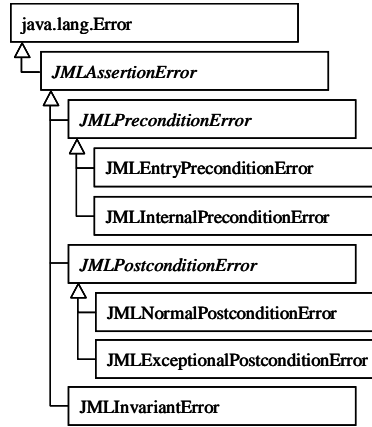 java.lang.Error
JMLAssertionError
JMLPreconditionError
JMLEntryPreconditionError
JMLInternalPreconditionError
JMLPostconditionError
JMLNormalPostconditionError
JMLExceptionalPostconditionError
JMLInvariantError